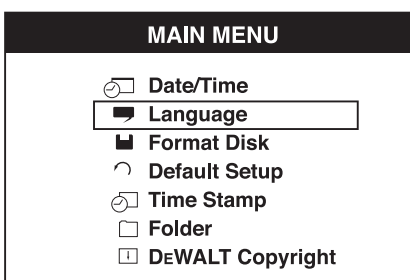 MAIN MENU
Date/Time
Language
Format Disk
Default Setup
Time Stamp
Folder
DEWALT Copyright